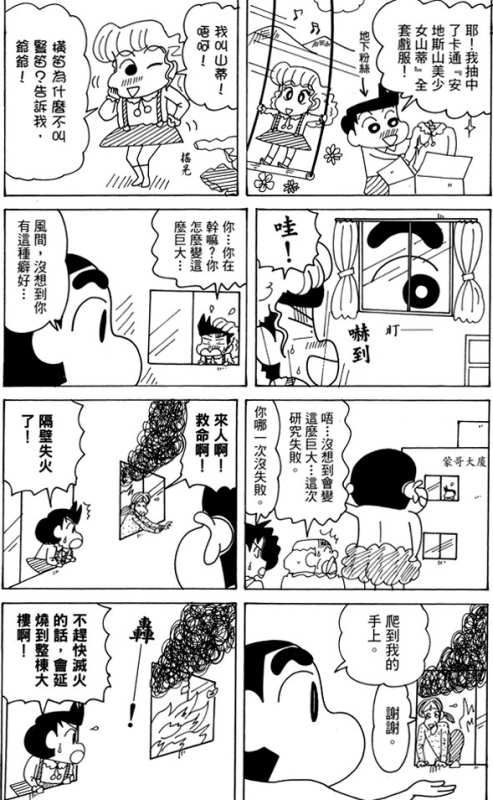 耶！我抽中
了卡通『安
地斯山美少
女山蒂』全
套戲服！
地下粉絲
我叫山蒂！
唔呀！
橫笛為什麼不叫
豎笛？告訴我，
爺爺！
搖晃
哇！
盯
嚇到
你…你在
幹嘛？你
怎麼變這
麼巨大…
風間，沒想到你
有這種癖好…
蒙哥大廈
唔…沒想到會變
這麼巨大…這次
研究失敗。
你哪一次沒失敗。
來人啊！
救命啊！
隔壁失火
了！
爬到我的
手上。
謝謝。
轟——！
不趕快滅火
的話，會延
燒到整棟大
樓啊！